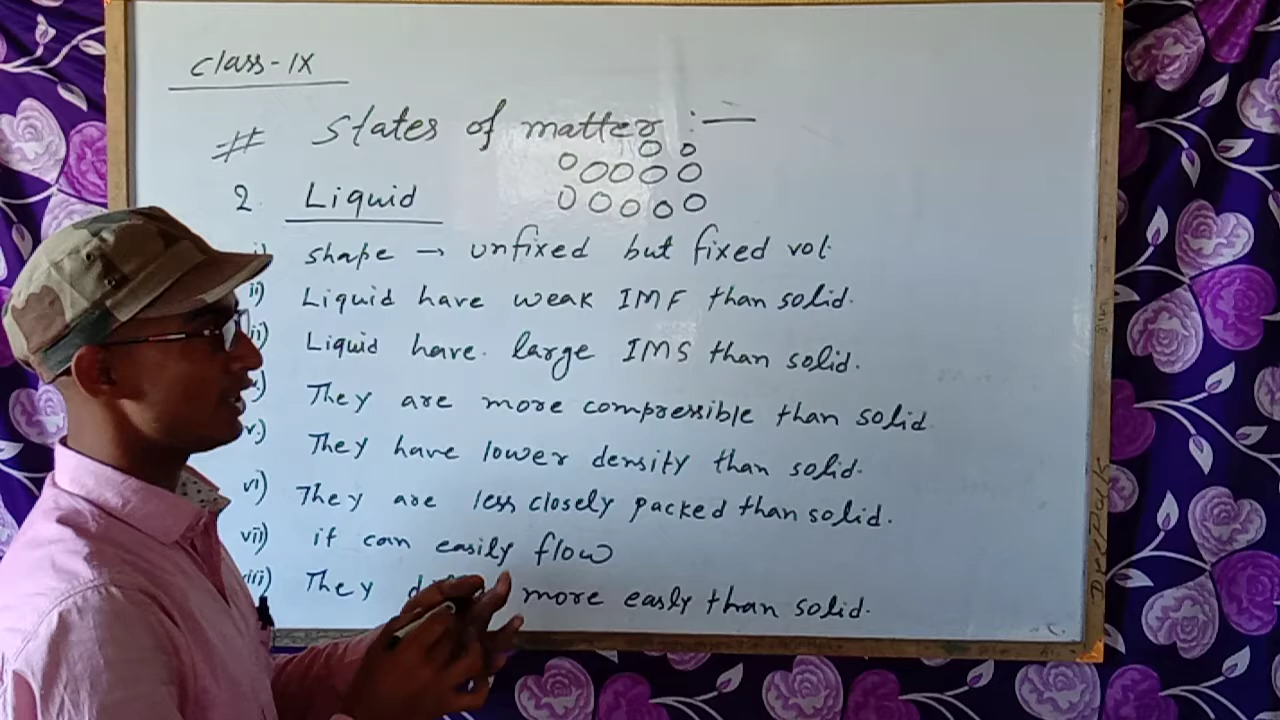 class-IX
# States of matter :-
2. Liquid
i) shape → unfixed but fixed vol.
ii) Liquid have weak IMF than solid.
ii) Liquid have. large IMS than solid.
They are more compressible than solid.
v.) They have lower density than solid.
vi) They are less closely packed than solid.
vii) it can easily flow
viii) They more easly than solid.